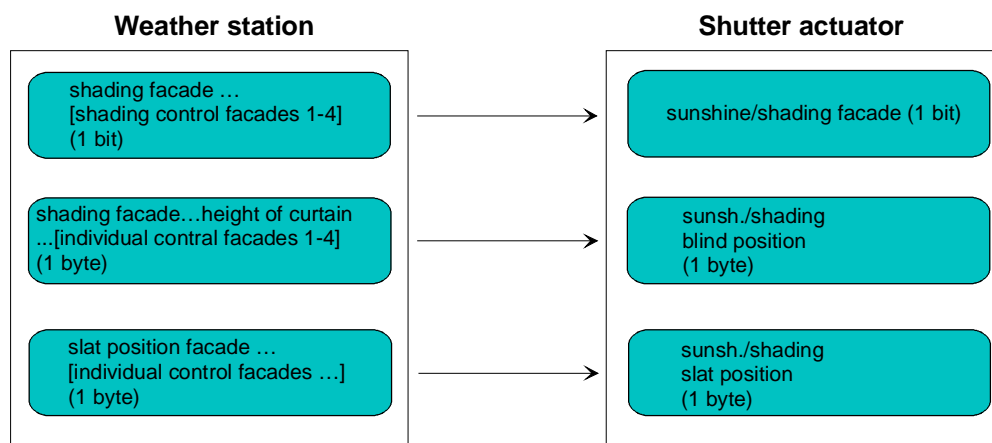 Weather station
shading facade …
[shading control facades 1-4]
(1 bit)
shading facade…height of curtain
...[individual contral facades 1-4]
(1 byte)
slat position facade …
[individual control facades …]
(1 byte)
Shutter actuator
sunshine/shading facade (1 bit)
sunsh./shading
blind position
(1 byte)
sunsh./shading
slat position
(1 byte)